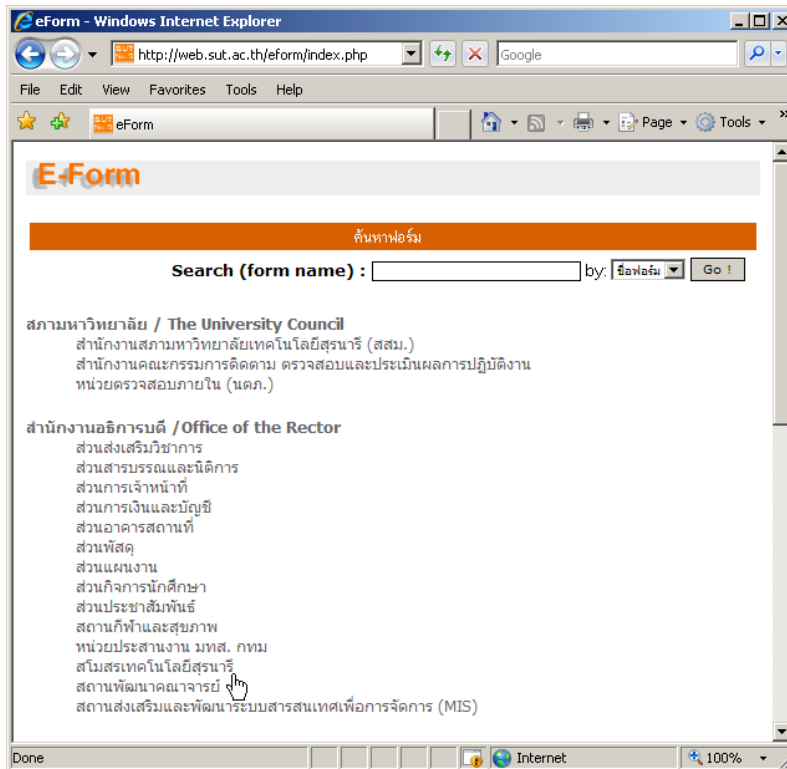 eForm - Windows Internet Explorer
http://web.sut.ac.th/eform/index.php
Google
File Edit View Favorites Tools Help
eForm
Page
Tools
E-Form
ค้นหาฟอร์ม
Search (form name) : by: ชื่อฟอร์ม Go !
สภามหาวิทยาลัย / The University Council
สำนักงานสภามหาวิทยาลัยเทคโนโลยีสุรนารี (สสม.)
สำนักงานคณะกรรมการติดตาม ตรวจสอบและประเมินผลการปฏิบัติงาน
หน่วยตรวจสอบภายใน (นตภ.)
สำนักงานอธิการบดี /Office of the Rector
ส่วนส่งเสริมวิชาการ
ส่วนสารบรรณและนิติการ
ส่วนการเจ้าหน้าที่
ส่วนการเงินและบัญชี
ส่วนอาคารสถานที่
ส่วนพัสดุ
ส่วนแผนงาน
ส่วนกิจการนักศึกษา
ส่วนประชาสัมพันธ์
สถานกีฬาและสุขภาพ
หน่วยประสานงาน มทส. กทม
สโมสรเทคโนโลยีสุรนารี
สถานพัฒนาคณาจารย์
สถานส่งเสริมและพัฒนาระบบสารสนเทศเพื่อการจัดการ (MIS)
Done
Internet
100%